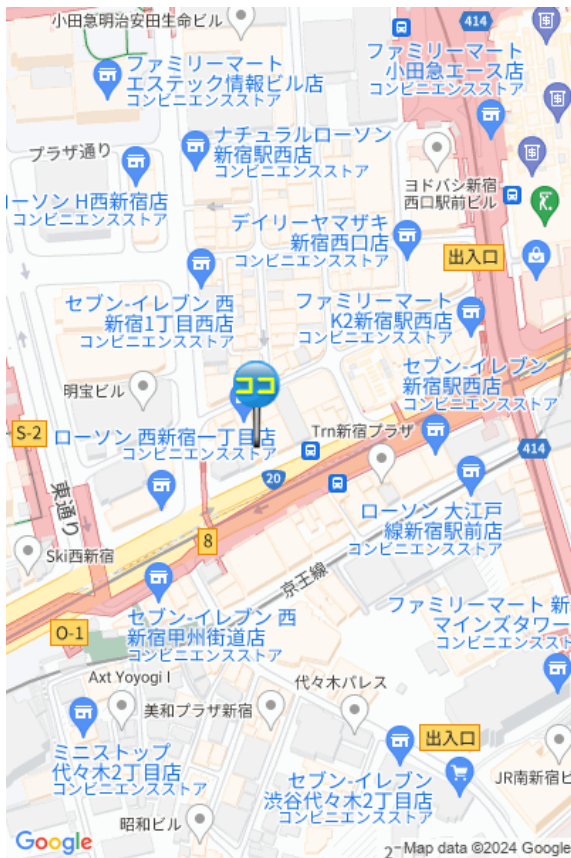 小田急明治安田生命ビル
414
ファミリーマート
エステック情報ビル店
コンビニエンスストア
ファミリーマート
小田急エース店
コンビニエンスストア
プラザ通り
ナチュラルローソン
新宿駅西店
コンビニエンスストア
ヨドバシ新宿
西口駅前ビル
ローソン H西新宿店
コンビニエンスストア
デイリーヤマザキ
新宿西口店
コンビニエンスストア
出入口
セブン-イレブン 西
新宿1丁目西店
コンビニエンスストア
ファミリーマート
K2新宿駅西店
コンビニエンスストア
セブン-イレブン
新宿駅西店
コンビニエンスストア
ココ
明宝ビル
S-2
ローソン 西新宿一丁目店
コンビニエンスストア
Trn新宿プラザ
414
20
東通り
8
ローソン 大江戸
線新宿駅前店
コンビニエンスストア
Ski西新宿
京王線
セブン-イレブン 西
新宿甲州街道店
コンビニエンスストア
ファミリーマート 新
マインズタワー
コンビニエンスス
O-1
Axt Yoyogi I
代々木パレス
美和プラザ新宿
出入口
ミニストップ
代々木2丁目店
コンビニエンスストア
セブン-イレブン
渋谷代々木2丁目店
コンビニエンスストア
JR南新宿ビ
昭和ビル
Google
Map data ©2024 Google